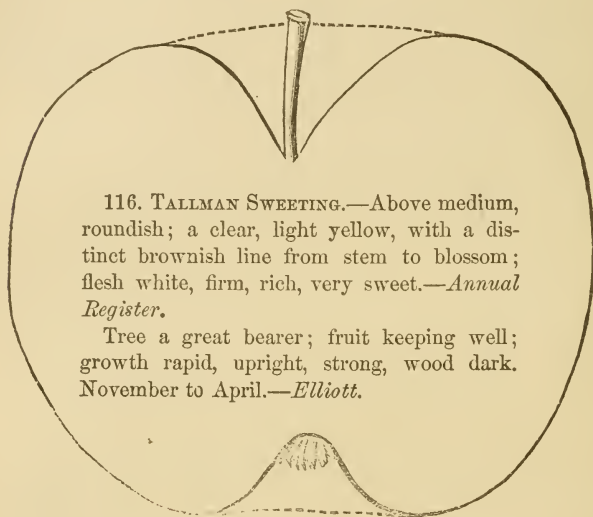 116. Tallman Sweeting.—Above medium,
roundish; a clear, light yellow, with a dis-
tinct brownish line from stem to blossom;
flesh white, firm, rich, very sweet.—Annual
Register.
Tree a great bearer; fruit keeping well;
growth rapid, upright, strong, wood dark.
November to April.—Elliott.